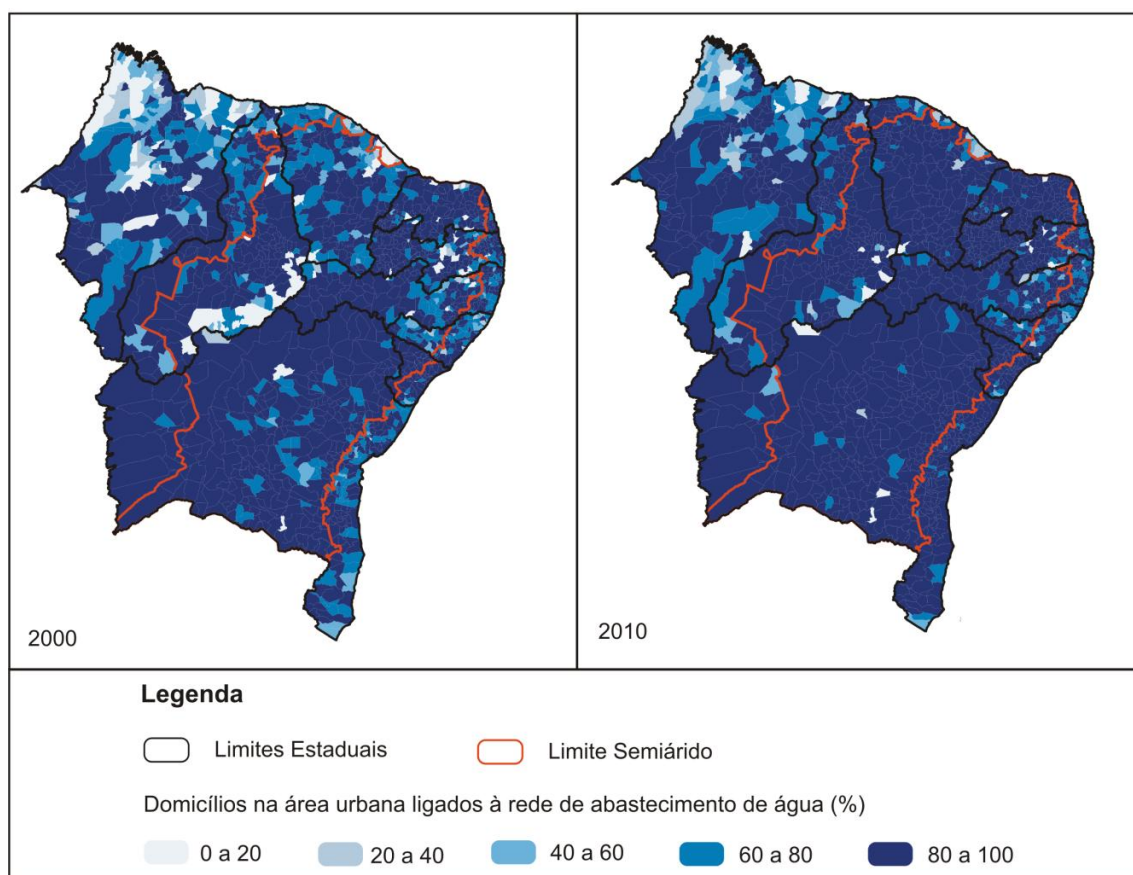 2000
2010
Legenda
Limites Estaduais
Limite Semiárido
Domicílios na área urbana ligados à rede de abastecimento de água (%)
0 a 20
20 a 40
40 a 60
60 a 80
80 a 100